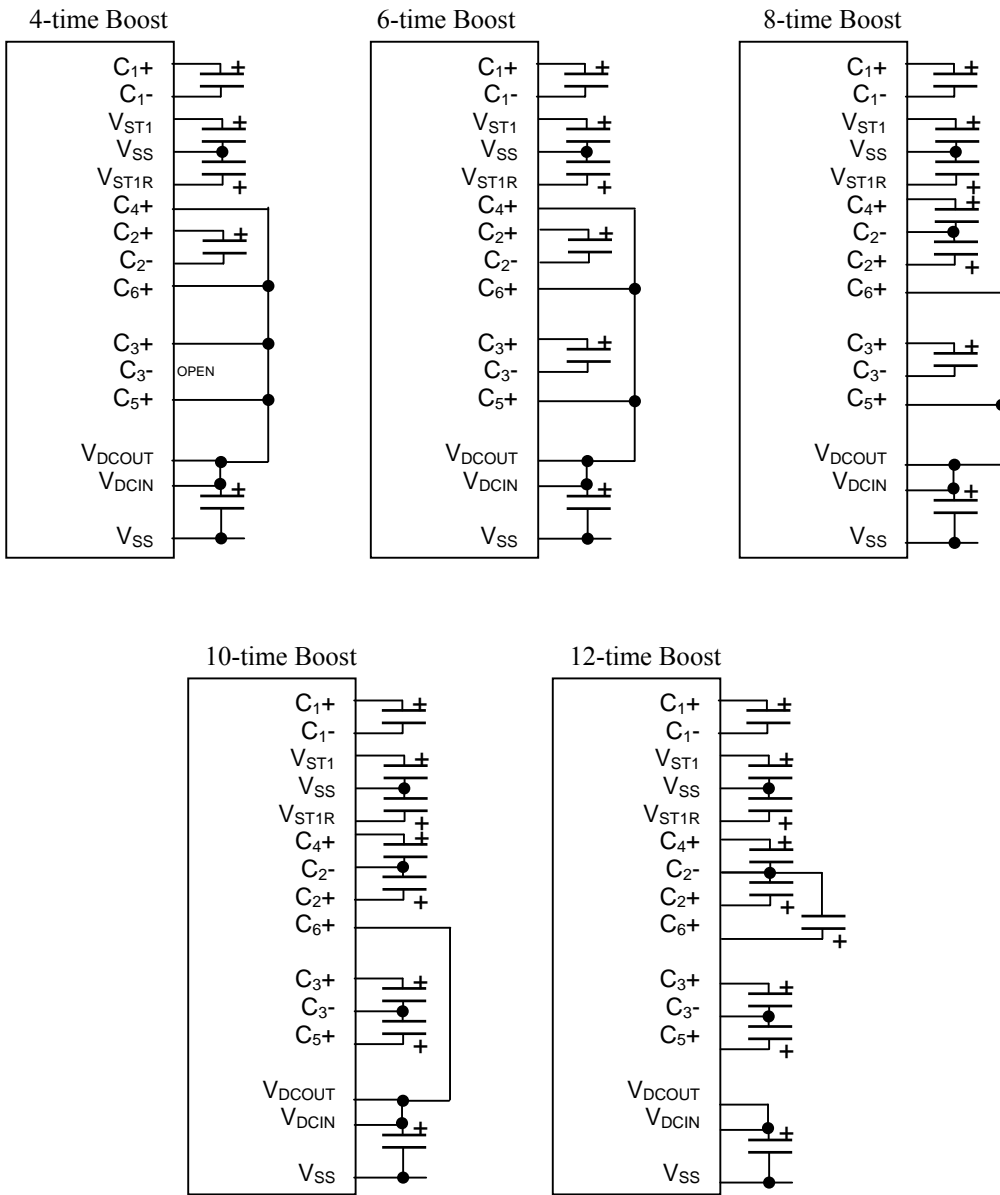 4-time Boost
C₁+
C₁-
VST1
VSS
VST1R
C₄+
C₂+
C₂-
C₆+
C₃+
C₃-
OPEN
C₅+
VDCOUT
VDCIN
VSS
+
+
+
+
+
6-time Boost
C₁+
C₁-
VST1
VSS
VST1R
C₄+
C₂+
C₂-
C₆+
C₃+
C₃-
C₅+
VDCOUT
VDCIN
VSS
+
+
+
+
+
+
8-time Boost
C₁+
C₁-
VST1
VSS
VST1R
C₄+
C₂-
C₂+
C₆+
C₃+
C₃-
C₅+
VDCOUT
VDCIN
VSS
+
+
+
+
+
+
+
10-time Boost
C₁+
C₁-
VST1
VSS
VST1R
C₄+
C₂-
C₂+
C₆+
C₃+
C₃-
C₅+
VDCOUT
VDCIN
VSS
+
+
+
+
+
+
+
+
12-time Boost
C₁+
C₁-
VST1
VSS
VST1R
C₄+
C₂-
C₂+
C₆+
C₃+
C₃-
C₅+
VDCOUT
VDCIN
VSS
+
+
+
+
+
+
+
+
+